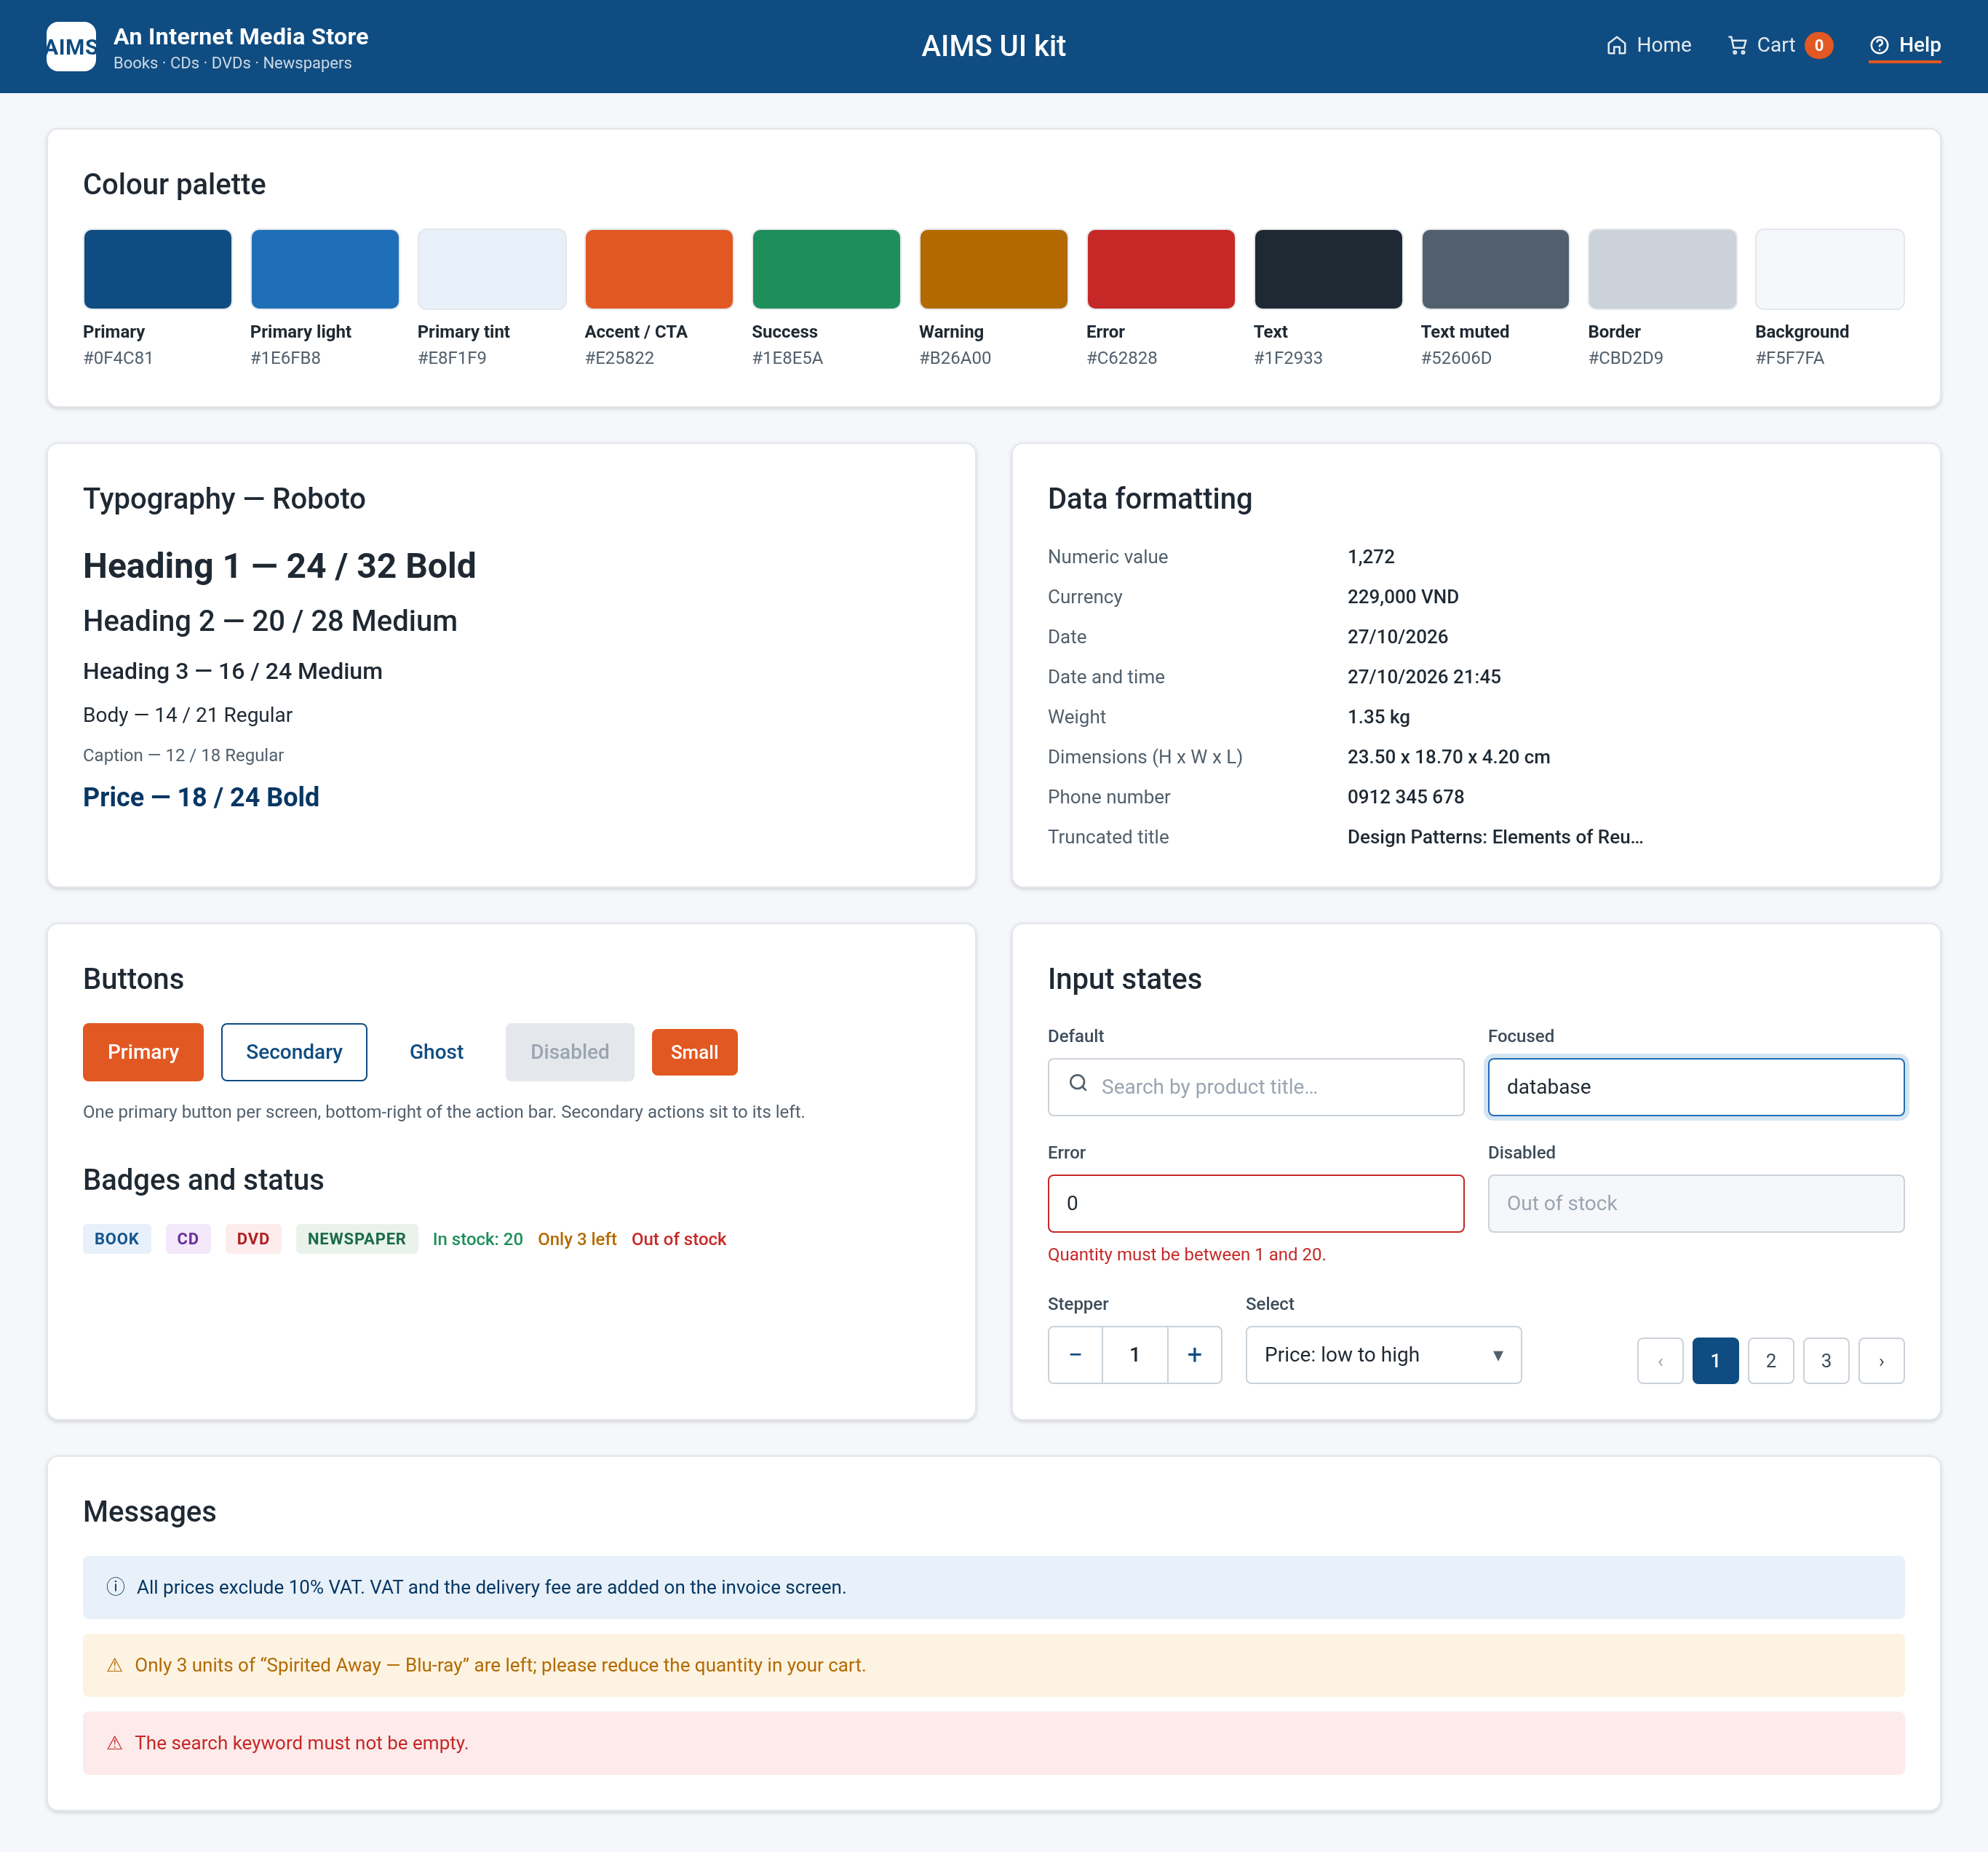 AIMS
An Internet Media Store
Books · CDs · DVDs · Newspapers
AIMS UI kit
Home
Cart 0
Help
Colour palette
Primary
#0F4C81
Primary light
#1E6FB8
Primary tint
#E8F1F9
Accent / CTA
#E25822
Success
#1E8E5A
Warning
#B26A00
Error
#C62828
Text
#1F2933
Text muted
#52606D
Border
#CBD2D9
Background
#F5F7FA
Typography — Roboto
Heading 1 — 24 / 32 Bold
Heading 2 — 20 / 28 Medium
Heading 3 — 16 / 24 Medium
Body — 14 / 21 Regular
Caption — 12 / 18 Regular
Price — 18 / 24 Bold
Data formatting
Numeric value 1,272
Currency 229,000 VND
Date 27/10/2026
Date and time 27/10/2026 21:45
Weight 1.35 kg
Dimensions (H x W x L) 23.50 x 18.70 x 4.20 cm
Phone number 0912 345 678
Truncated title Design Patterns: Elements of Reu…
Buttons
Primary Secondary Ghost Disabled Small
One primary button per screen, bottom-right of the action bar. Secondary actions sit to its left.
Badges and status
BOOK CD DVD NEWSPAPER In stock: 20 Only 3 left Out of stock
Input states
Default
Search by product title…
Focused
database
Error
0
Quantity must be between 1 and 20.
Disabled
Out of stock
Stepper
− 1 +
Select
Price: low to high ▾
‹ 1 2 3 ›
Messages
ⓘ All prices exclude 10% VAT. VAT and the delivery fee are added on the invoice screen.
⚠ Only 3 units of “Spirited Away — Blu-ray” are left; please reduce the quantity in your cart.
⚠ The search keyword must not be empty.